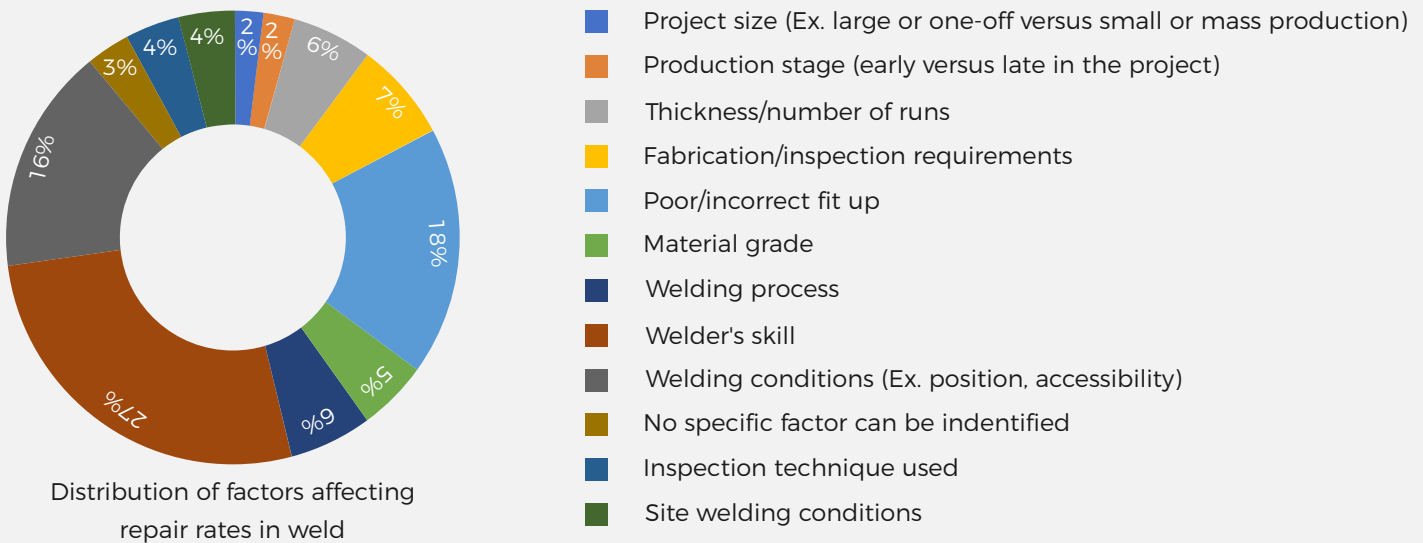 2
%
2
%
6%
7%
18%
5%
6%
27%
16%
3%
4%
4%
Distribution of factors affecting
repair rates in weld
Project size (Ex. large or one-off versus small or mass production)
Production stage (early versus late in the project)
Thickness/number of runs
Fabrication/inspection requirements
Poor/incorrect fit up
Material grade
Welding process
Welder's skill
Welding conditions (Ex. position, accessibility)
No specific factor can be indentified
Inspection technique used
Site welding conditions